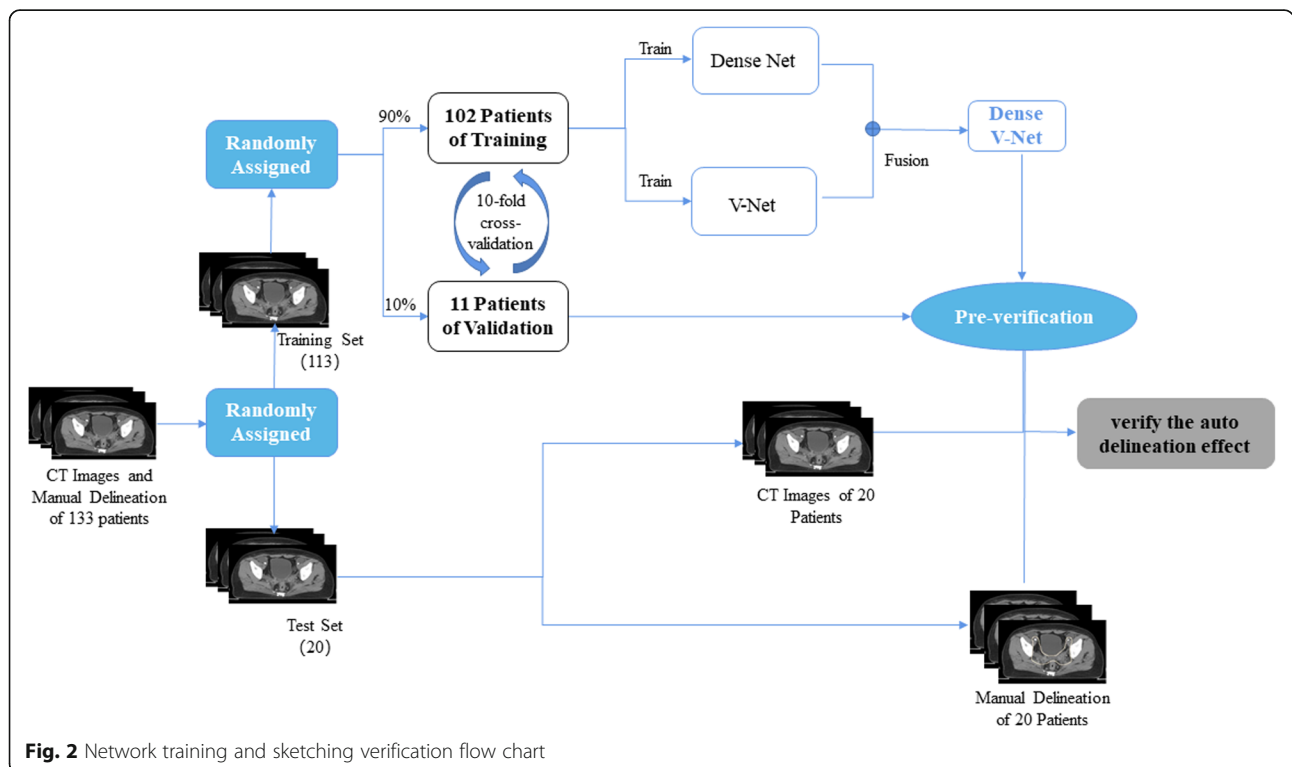 Train
Dense Net
90%
102 Patients
of Training
Dense
V-Net
Randomly
Assigned
Fusion
Train
V-Net
10-fold
cross-
validation
10%
11 Patients
of Validation
Pre-verification
Training Set
(113)
Randomly
Assigned
verify the auto
delineation effect
CT Images and
Manual Delineation
of 133 patients
CT Images of 20
Patients
Test Set
(20)
Manual Delineation
of 20 Patients
Fig. 2 Network training and sketching verification flow chart